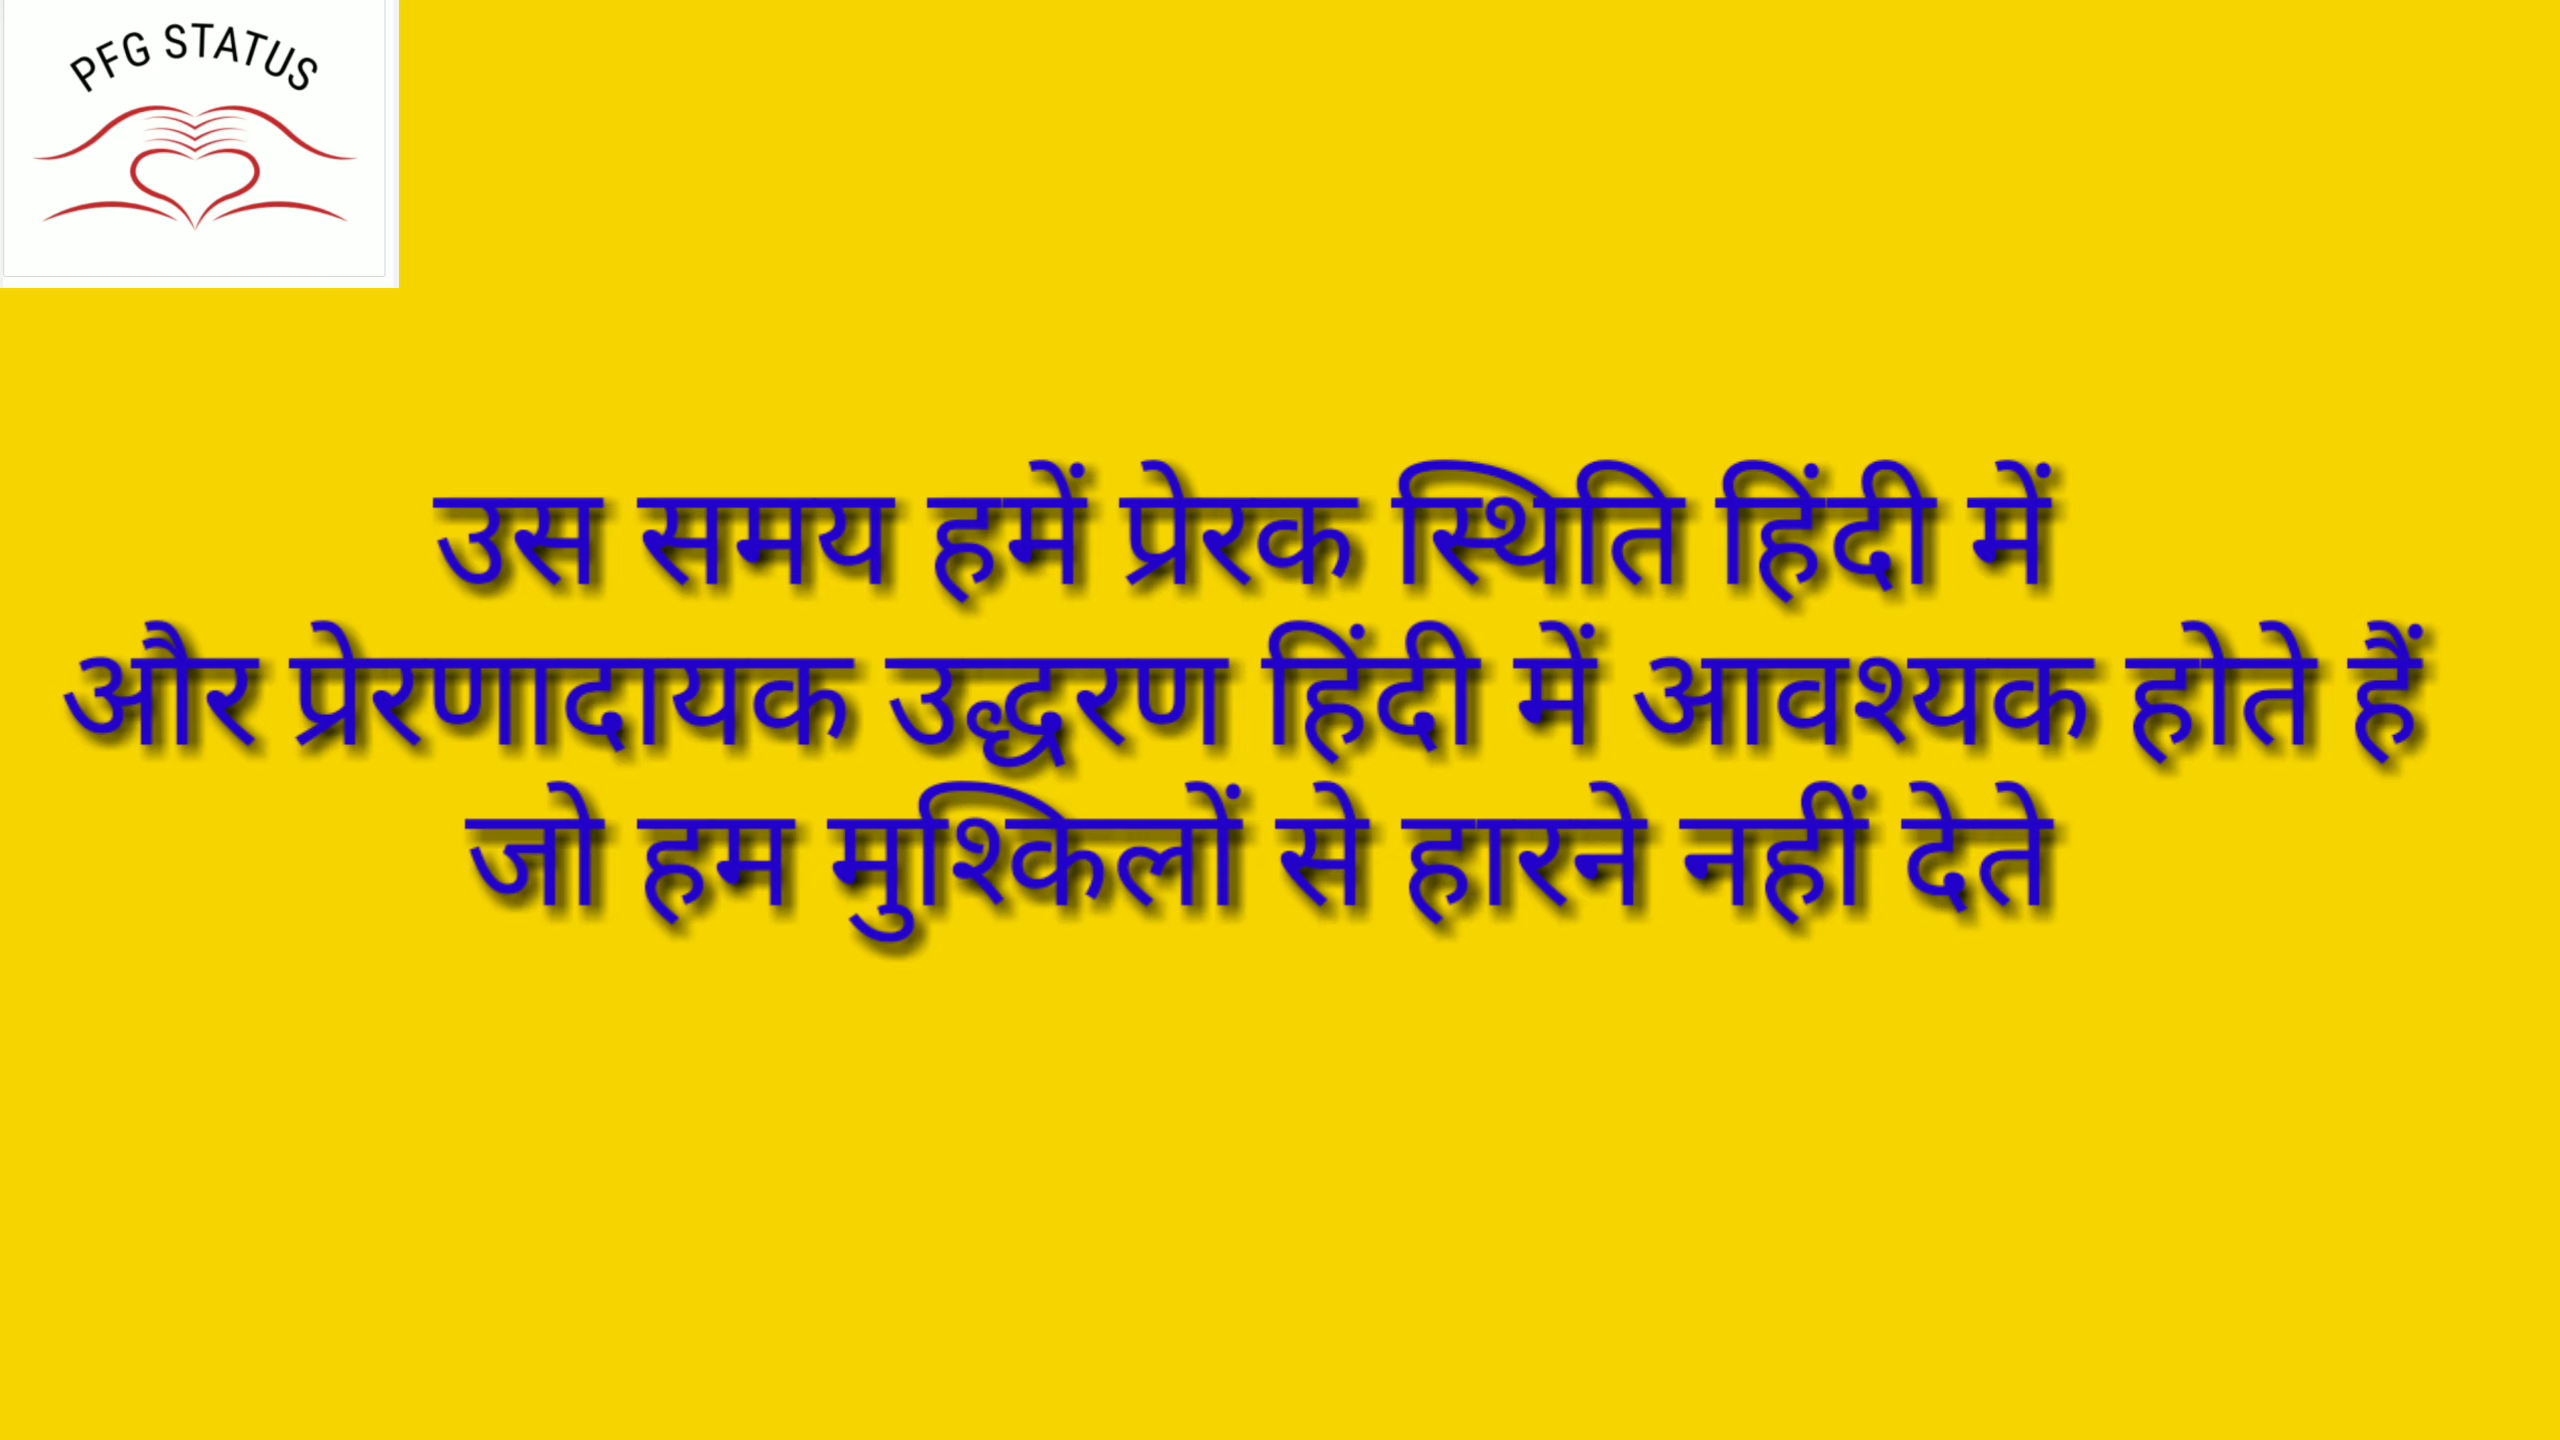 PFG STATUS
उस समय हमें प्रेरक स्थिति हिंदी में
और प्रेरणादायक उद्धरण हिंदी में आवश्यक होते हैं
जो हम मुश्किलों से हारने नहीं देते